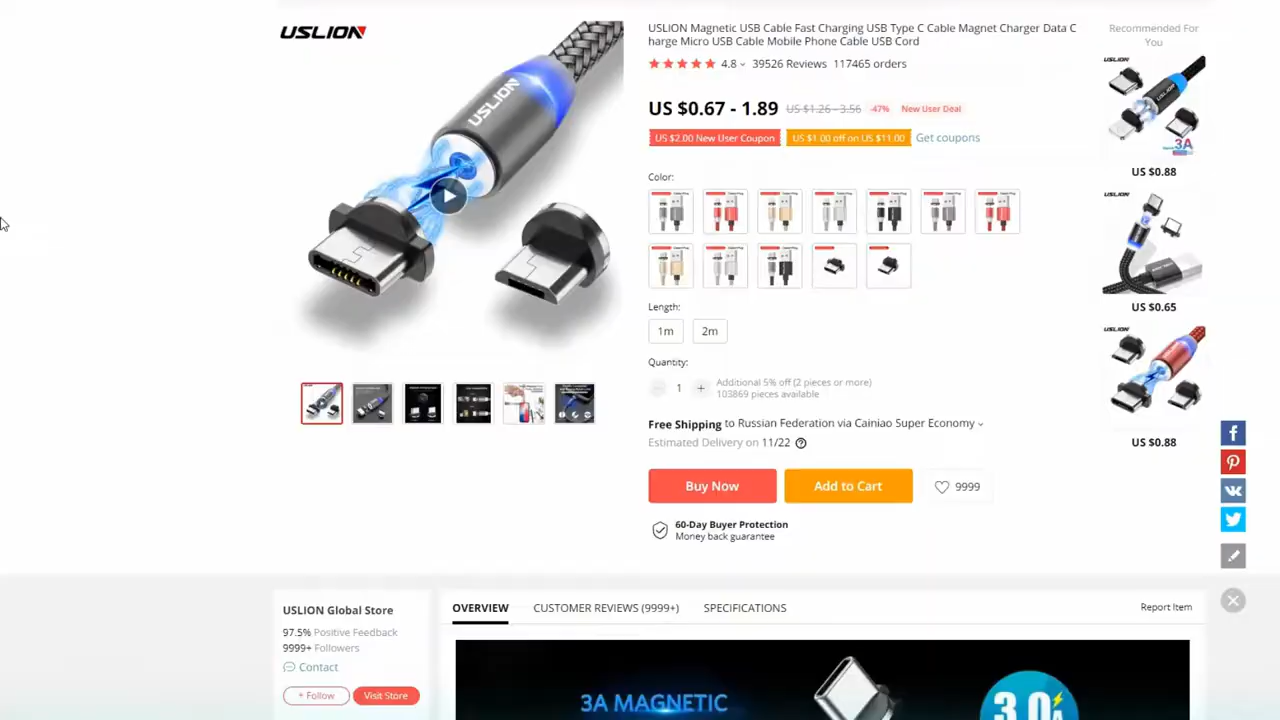 USLION
USLION
USLION Magnetic USB Cable Fast Charging USB Type C Cable Magnet Charger Data C
harge Micro USB Cable Mobile Phone Cable USB Cord
4.8 39526 Reviews 117465 orders
US $0.67 - 1.89 US $1.26 - 3.56 -47% New User Deal
US $2.00 New User Coupon US $1.00 off on US $11.00 Get coupons
Color:
Length:
1m 2m
Quantity:
1 + Additional 5% off (2 pieces or more)
103869 pieces available
Free Shipping to Russian Federation via Cainiao Super Economy
Estimated Delivery on 11/22
Buy Now Add to Cart 9999
60-Day Buyer Protection
Money back guarantee
Recommended For
You
USLION
3A
US $0.88
USLION
US $0.65
USLION
US $0.88
USLION Global Store
97.5% Positive Feedback
9999+ Followers
Contact
+ Follow Visit Store
OVERVIEW CUSTOMER REVIEWS (9999+) SPECIFICATIONS Report Item
3A MAGNETIC
3.0A